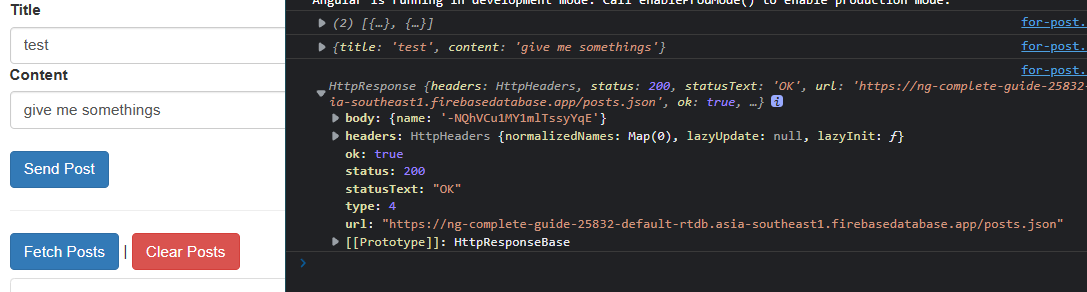 Title
test
Content
give me somethings
Send Post
Fetch Posts | Clear Posts
Angular is running in development mode. Call enableProdMode() to enable production mode.
▶ (2) [{…}, {…}] for-post.
▶ {title: 'test', content: 'give me somethings'} for-post.
for-post.
HttpResponse {headers: HttpHeaders, status: 200, statusText: 'OK', url: 'https://ng-complete-guide-25832-
▼ ia-southeast1.firebasedatabase.app/posts.json', ok: true, …} i
▶ body: {name: '-NQhVCu1MY1mlTssyYqE'}
▶ headers: HttpHeaders {normalizedNames: Map(0), lazyUpdate: null, lazyInit: ƒ}
ok: true
status: 200
statusText: "OK"
type: 4
url: "https://ng-complete-guide-25832-default-rtdb.asia-southeast1.firebasedatabase.app/posts.json"
▶ [[Prototype]]: HttpResponseBase
>